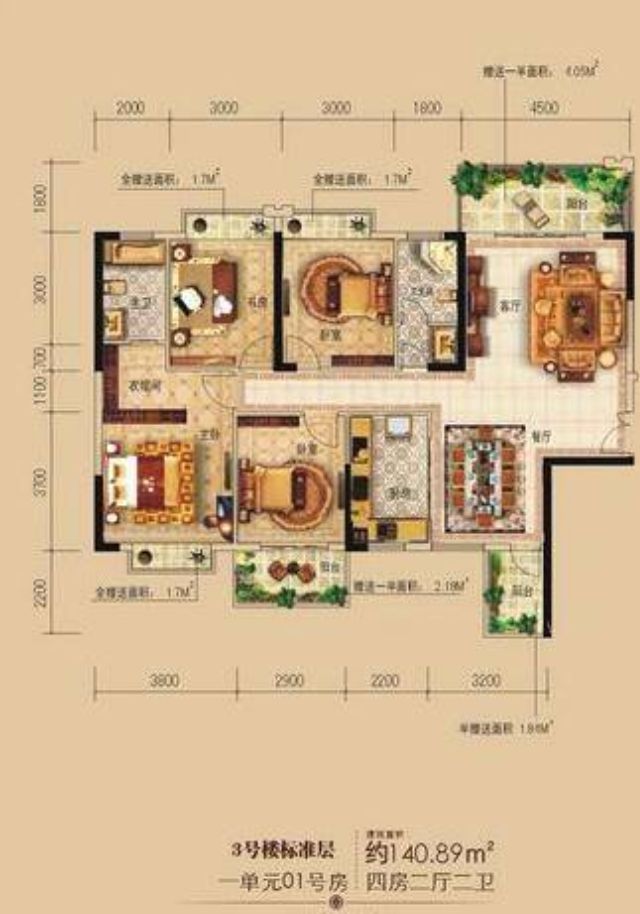 赠送一半面积： 4.05M²
2000 3000 3000 1800 4500
全赠送面积： 1.7M² 全赠送面积： 1.7M²
1800
阳台
3000
主卫 书房 卧室 卫生间 客厅
700
1100
衣帽间
主卧 卧室 餐厅
3700
厨房
2200
阳台 阳台
全赠送面积： 1.7M² 赠送一半面积： 2.18M²
3800 2900 2200 3200
半赠送面积 1.84M²
3号楼标准层 建筑面积 约140.89m²
一单元01号房 四房二厅二卫